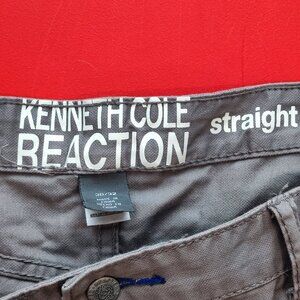 KENNETH COLE
REACTION
straight
38/32